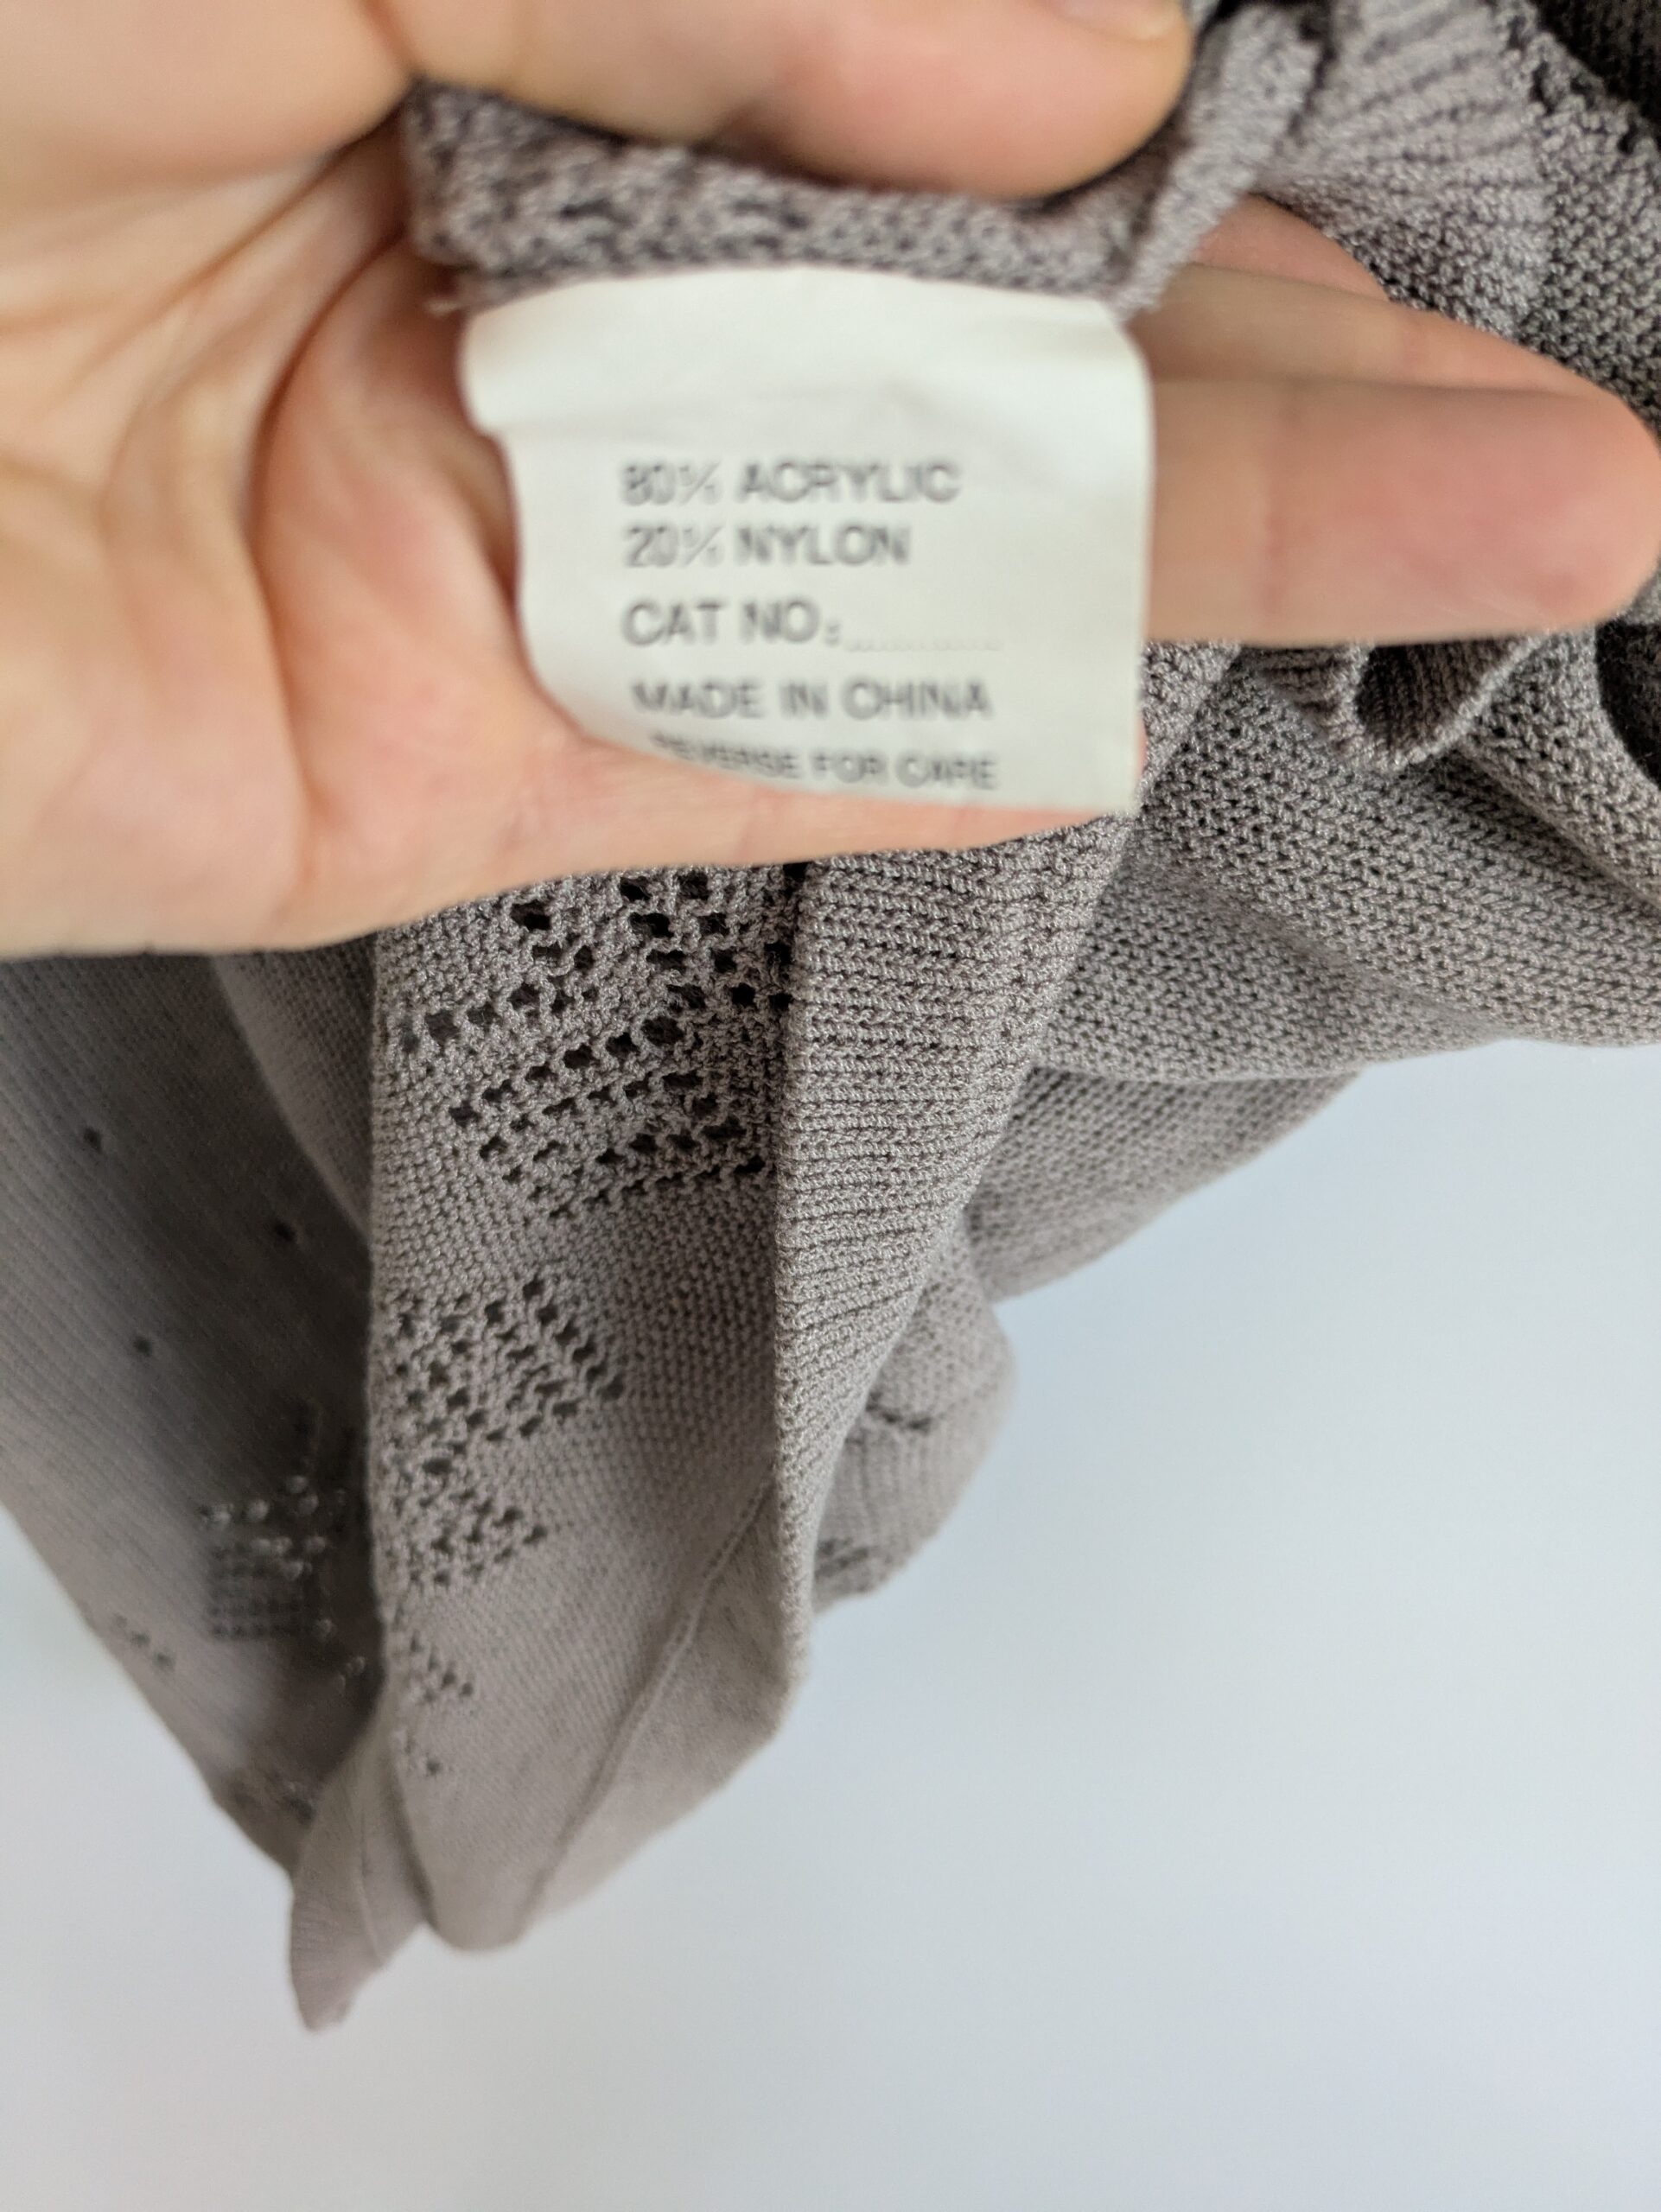 80% ACRYLIC
20% NYLON
CAT NO:..............
MADE IN CHINA
REVERSE FOR CARE